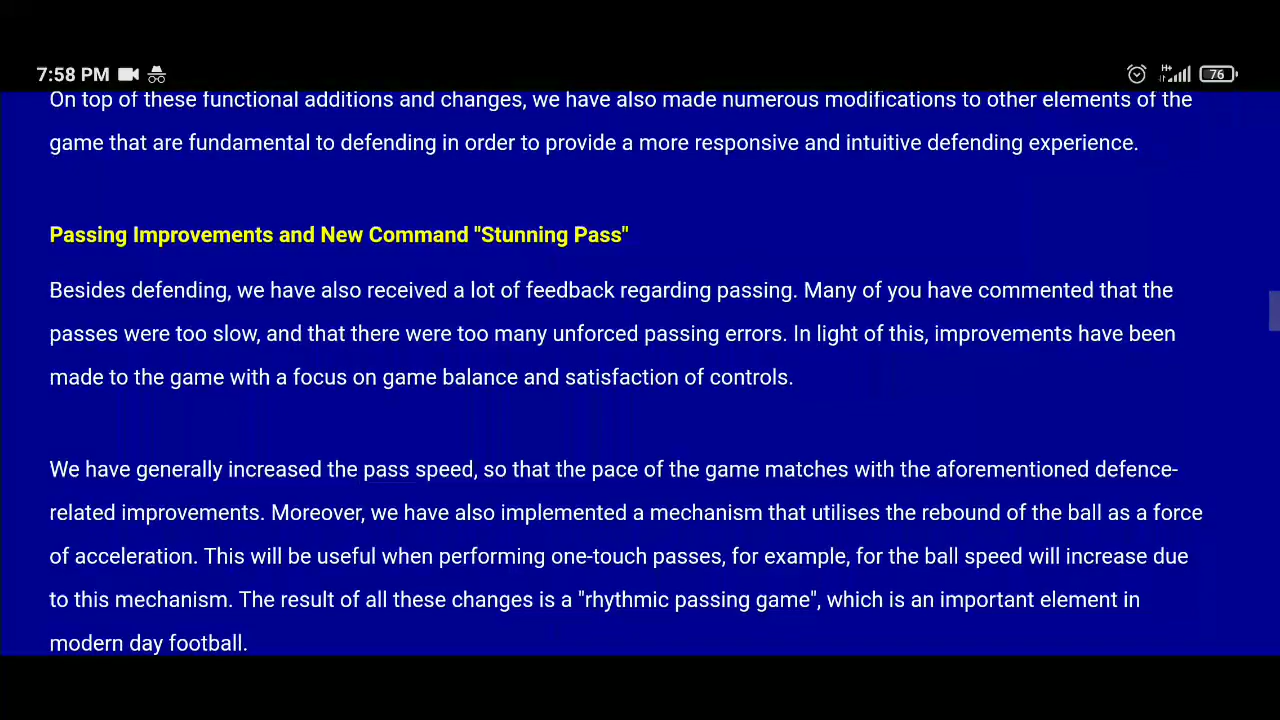 7:58 PM
H+
76
On top of these functional additions and changes, we have also made numerous modifications to other elements of the
game that are fundamental to defending in order to provide a more responsive and intuitive defending experience.
Passing Improvements and New Command "Stunning Pass"
Besides defending, we have also received a lot of feedback regarding passing. Many of you have commented that the
passes were too slow, and that there were too many unforced passing errors. In light of this, improvements have been
made to the game with a focus on game balance and satisfaction of controls.
We have generally increased the pass speed, so that the pace of the game matches with the aforementioned defence-
related improvements. Moreover, we have also implemented a mechanism that utilises the rebound of the ball as a force
of acceleration. This will be useful when performing one-touch passes, for example, for the ball speed will increase due
to this mechanism. The result of all these changes is a "rhythmic passing game", which is an important element in
modern day football.